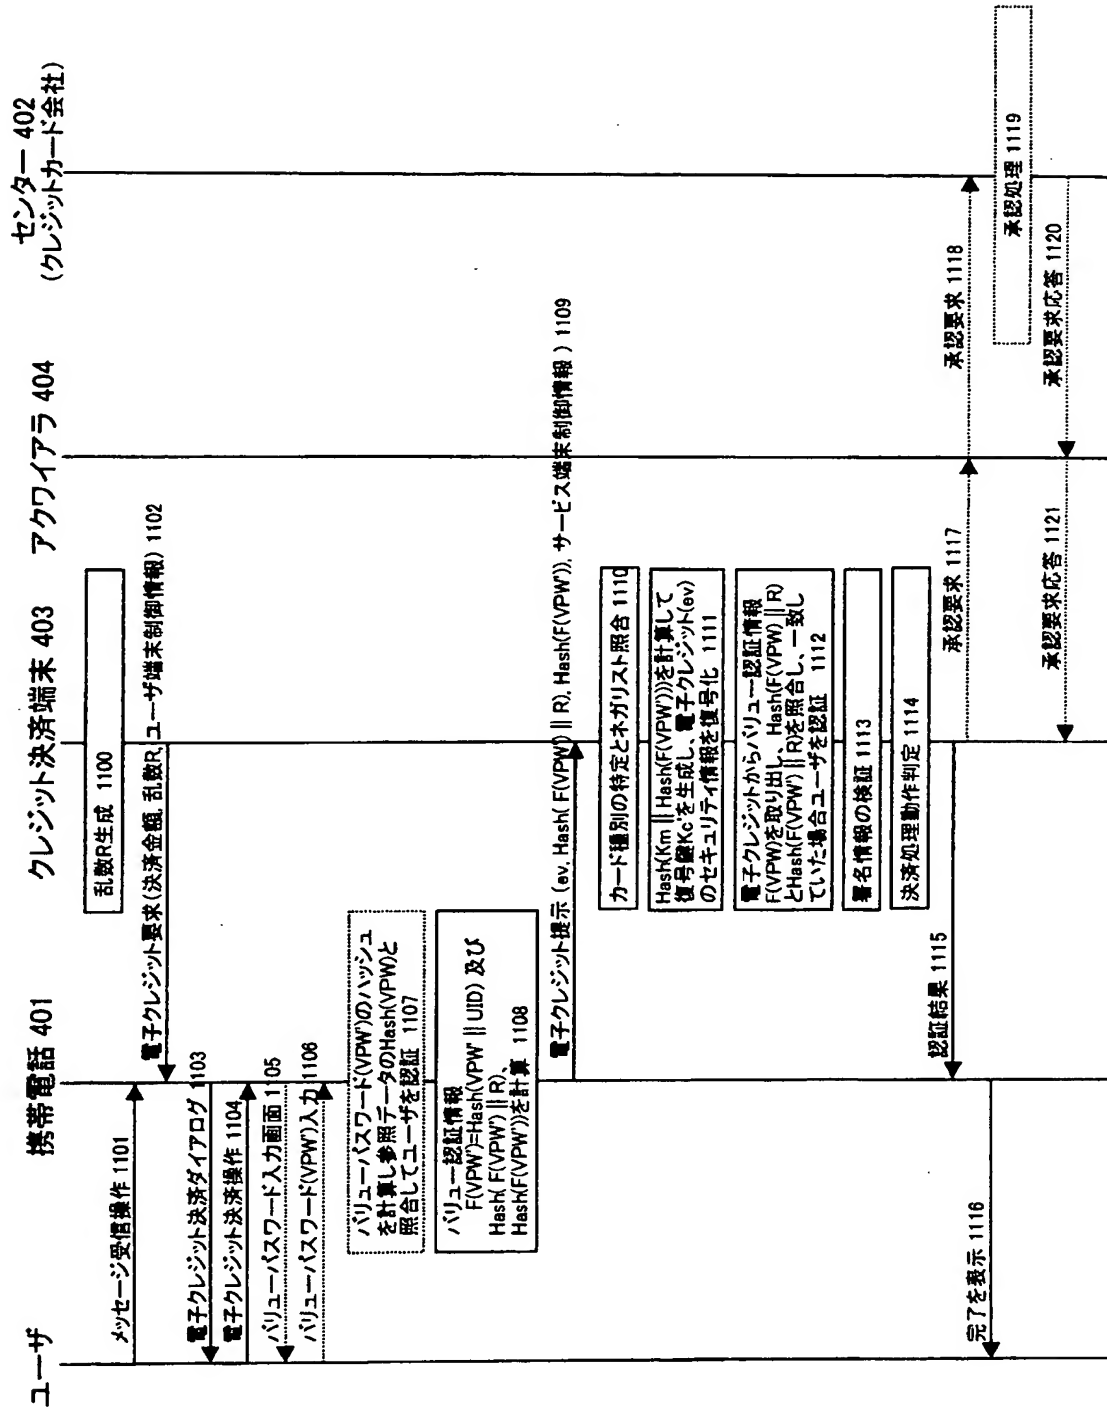 ユーザ
携帯電話 401
クレジット決済端末 403
アクワイアラ 404
センター 402
(クレジットカード会社)
乱数R生成 1100
メッセージ受信操作 1101
電子クレジット要求(決済金額, 乱数R, ユーザ端末制御情報) 1102
電子クレジット決済ダイアログ 1103
電子クレジット決済操作 1104
バリューパスワード入力画面 1105
バリューパスワード(VPW')入力 1106
バリューパスワード(VPW')のハッシュ
を計算し参照データのHash(VPW)と
照合してユーザを認証 1107
バリュー認証情報
F(VPW')=Hash(VPW' || UID) 及び
Hash( F(VPW') || R),
Hash(F(VPW'))を計算 1108
電子クレジット提示 (ev, Hash( F(VPW') || R), Hash(F(VPW')), サービス端末制御情報 ) 1109
カード種別の特定とネガリスト照合 1110
Hash(Km || Hash(F(VPW')))を計算して
復号鍵Kc'を生成し、電子クレジット(ev)
のセキュリティ情報を復号化 1111
電子クレジットからバリュー認証情報
F(VPW)を取り出し、Hash(F(VPW) || R)
とHash(F(VPW') || R)を照合し、一致し
ていた場合ユーザを認証 1112
署名情報の検証 1113
決済処理動作判定 1114
認証結果 1115
完了を表示 1116
承認要求 1117
承認要求 1118
承認処理 1119
承認要求応答 1120
承認要求応答 1121